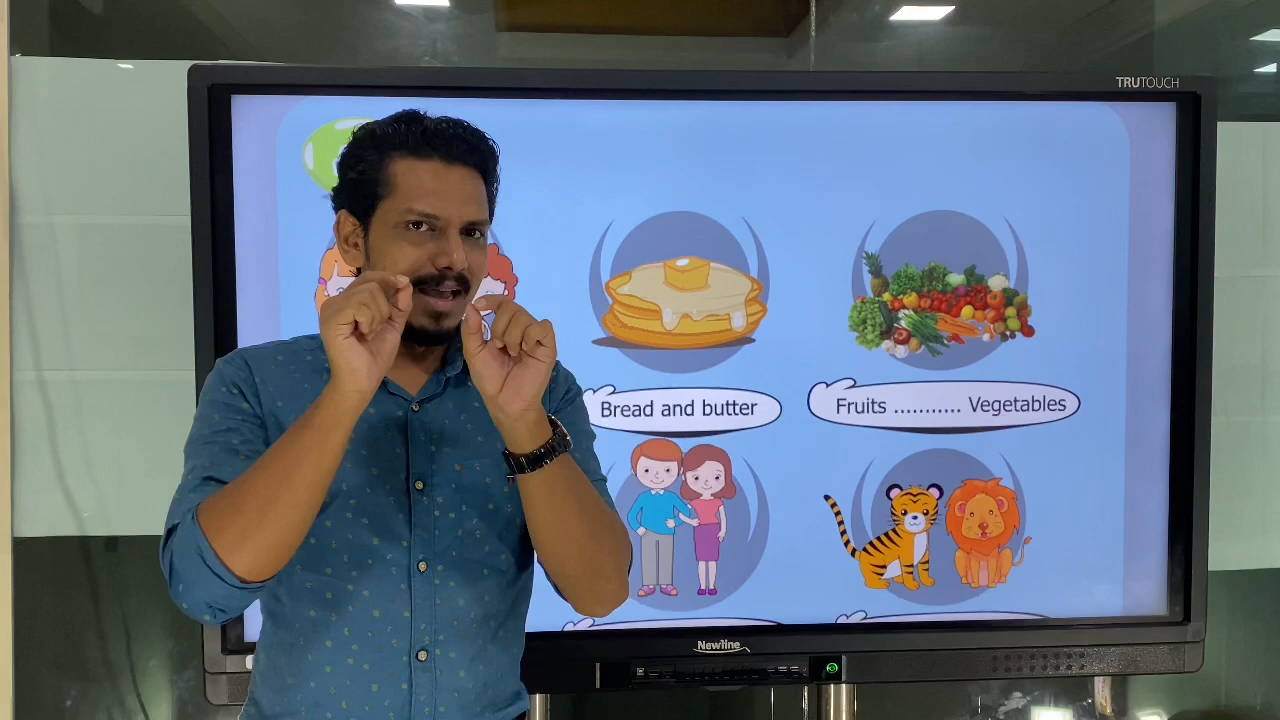 TRUTOUCH
Bread and butter
Fruits ........... Vegetables
Newline